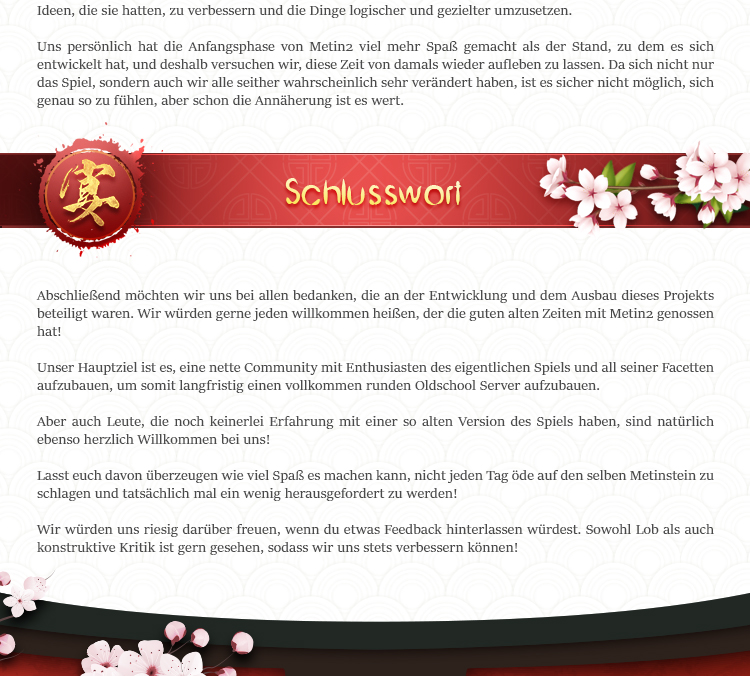 Ideen, die sie hatten, zu verbessern und die Dinge logischer und gezielter umzusetzen.
Uns persönlich hat die Anfangsphase von Metin2 viel mehr Spaß gemacht als der Stand, zu dem es sich
entwickelt hat, und deshalb versuchen wir, diese Zeit von damals wieder aufleben zu lassen. Da sich nicht nur
das Spiel, sondern auch wir alle seither wahrscheinlich sehr verändert haben, ist es sicher nicht möglich, sich
genau so zu fühlen, aber schon die Annäherung ist es wert.
宴
Schlusswort
Abschließend möchten wir uns bei allen bedanken, die an der Entwicklung und dem Ausbau dieses Projekts
beteiligt waren. Wir würden gerne jeden willkommen heißen, der die guten alten Zeiten mit Metin2 genossen
hat!
Unser Hauptziel ist es, eine nette Community mit Enthusiasten des eigentlichen Spiels und all seiner Facetten
aufzubauen, um somit langfristig einen vollkommen runden Oldschool Server aufzubauen.
Aber auch Leute, die noch keinerlei Erfahrung mit einer so alten Version des Spiels haben, sind natürlich
ebenso herzlich Willkommen bei uns!
Lasst euch davon überzeugen wie viel Spaß es machen kann, nicht jeden Tag öde auf den selben Metinstein zu
schlagen und tatsächlich mal ein wenig herausgefordert zu werden!
Wir würden uns riesig darüber freuen, wenn du etwas Feedback hinterlassen würdest. Sowohl Lob als auch
konstruktive Kritik ist gern gesehen, sodass wir uns stets verbessern können!